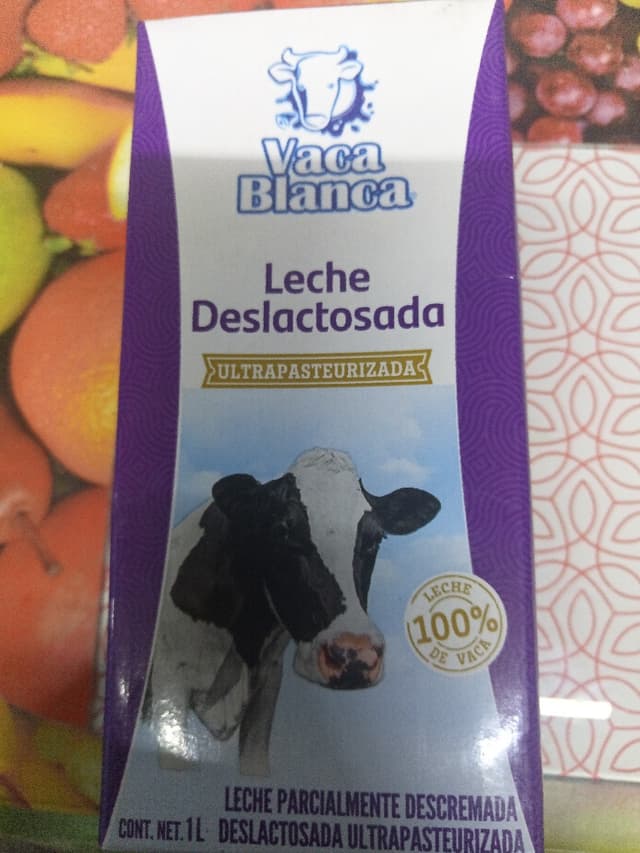 Vaca
Blanca
Leche
Deslactosada
ULTRAPASTEURIZADA
LECHE
100%
DE VACA
LECHE PARCIALMENTE DESCREMADA
CONT. NET. 1 L DESLACTOSADA ULTRAPASTEURIZADA